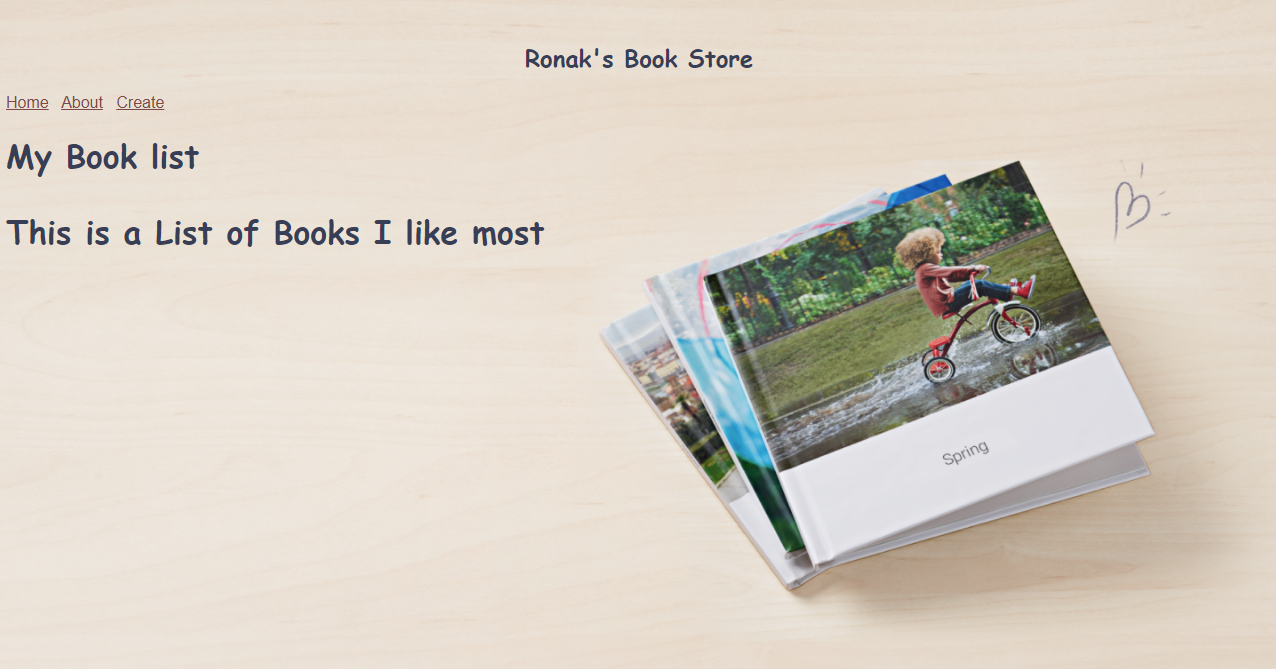 Ronak's Book Store
Home About Create
My Book list
This is a List of Books I like most
Spring